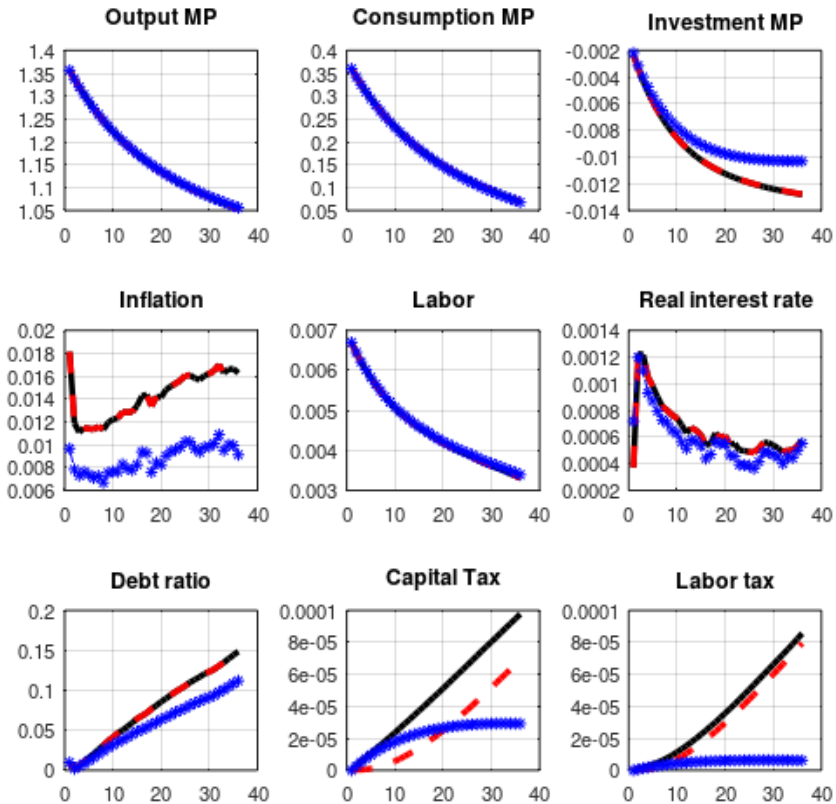 Output MP
Consumption MP
Investment MP
1.4
1.35
1.3
1.25
1.2
1.15
1.1
1.05
0 10 20 30 40
0.4
0.35
0.3
0.25
0.2
0.15
0.1
0.05
0 10 20 30 40
-0.002
-0.004
-0.006
-0.008
-0.01
-0.012
-0.014
0 10 20 30 40
Inflation
Labor
Real interest rate
0.02
0.018
0.016
0.014
0.012
0.01
0.008
0.006
0 10 20 30 40
0.007
0.006
0.005
0.004
0.003
0 10 20 30 40
0.0014
0.0012
0.001
0.0008
0.0006
0.0004
0.0002
0 10 20 30 40
Debt ratio
Capital Tax
Labor tax
0.2
0.15
0.1
0.05
0
0 10 20 30 40
0.0001
8e-05
6e-05
4e-05
2e-05
0
0 10 20 30 40
0.0001
8e-05
6e-05
4e-05
2e-05
0
0 10 20 30 40